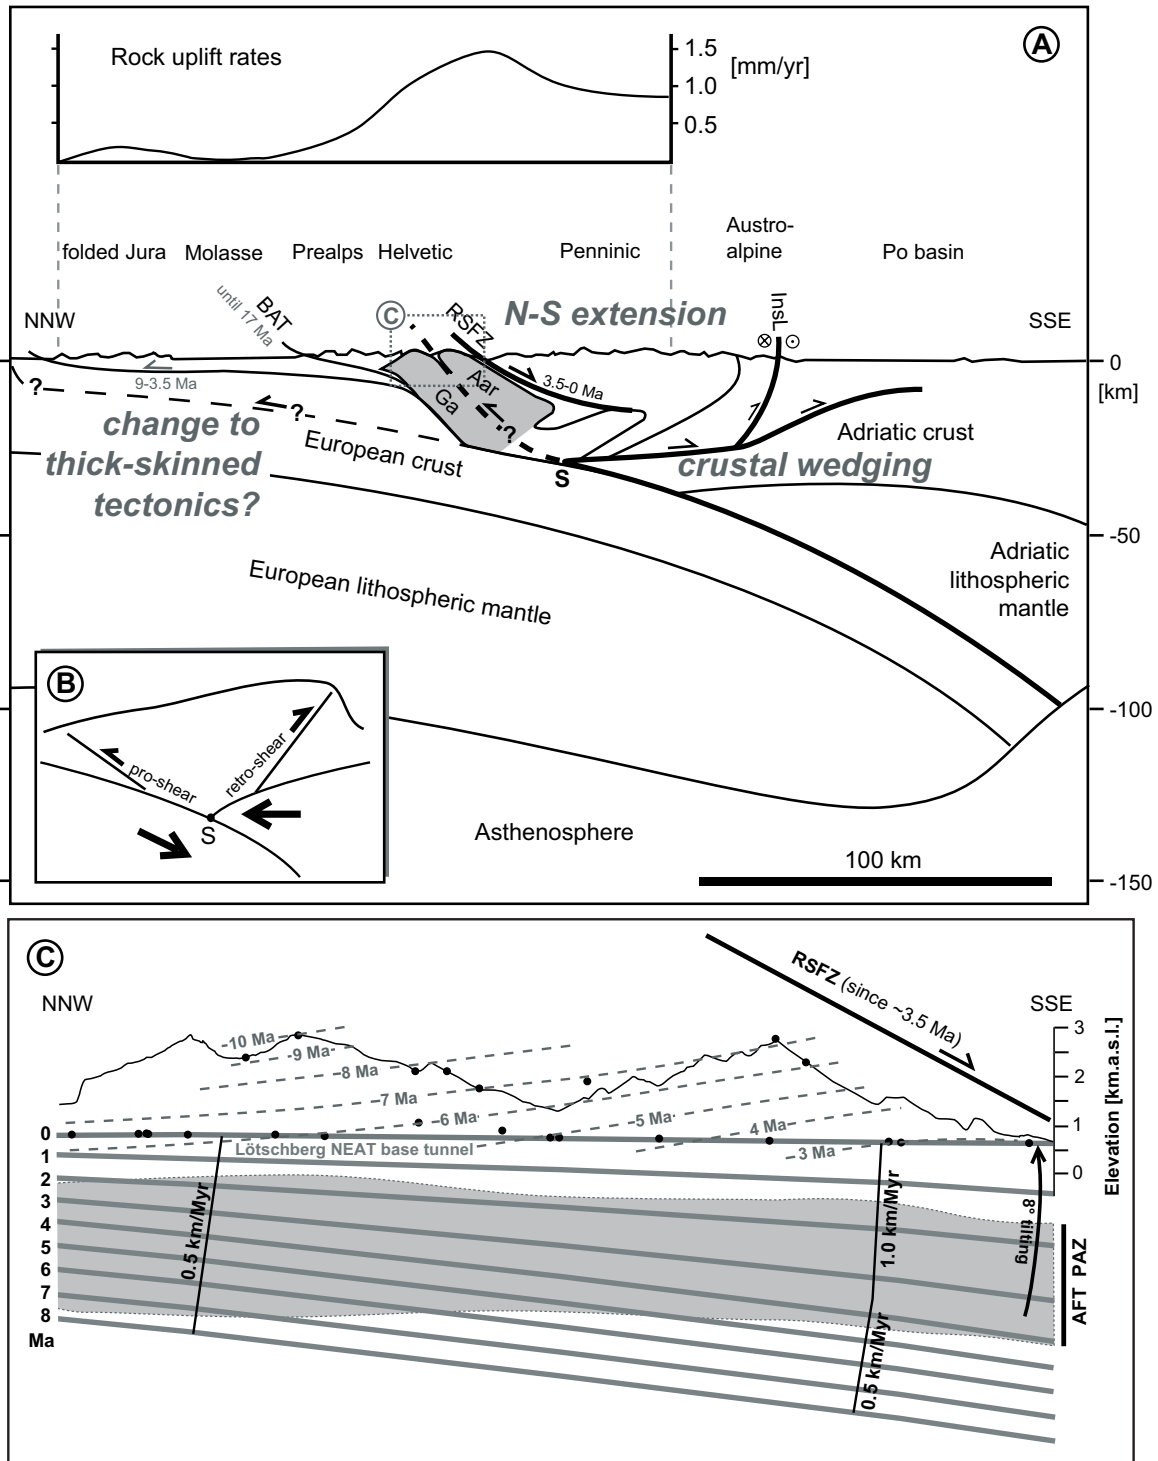 A
Rock uplift rates
1.5
[mm/yr]
1.0
0.5
folded Jura
Molasse
Prealps
Helvetic
Penninic
Austro-
alpine
Po basin
NNW
until 17 Ma
BAT
C
RSFZ
N-S extension
InsL
SSE
0
[km]
9-3.5 Ma
?
?
Aar
Ga
3.5-0 Ma
?
change to
thick-skinned
tectonics?
European crust
S
Adriatic crust
crustal wedging
-50
European lithospheric mantle
Adriatic
lithospheric
mantle
-100
B
pro-shear
retro-shear
S
Asthenosphere
100 km
-150
C
NNW
RSFZ (since ~3.5 Ma)
SSE
3
2
1
0
Elevation [km.a.s.l.]
-10 Ma
-9 Ma
-8 Ma
-7 Ma
-6 Ma
-5 Ma
4 Ma
-3 Ma
Lötschberg NEAT base tunnel
0
1
2
3
4
5
6
7
8
Ma
0.5 km/Myr
1.0 km/Myr
0.5 km/Myr
8° tilting
AFT PAZ